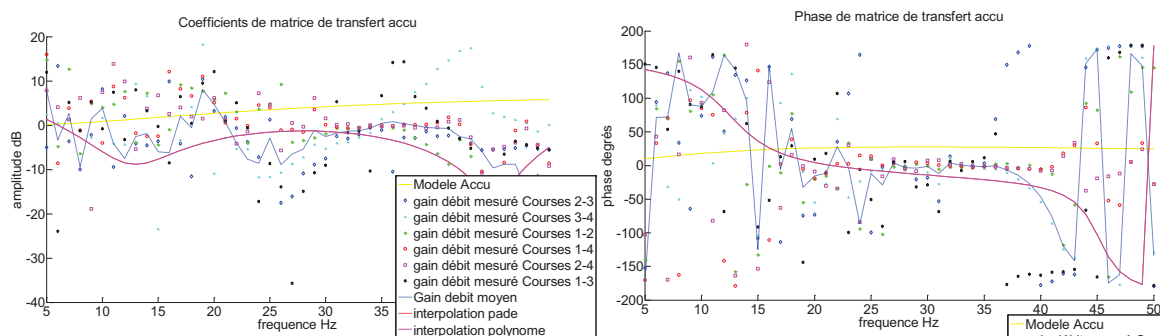 Coefficients de matrice de transfert accu
20
10
0
-10
-20
-30
-40
amplitude dB
5
10
15
20
25
30
35
frequence Hz
Modele Accu
gain débit mesuré Courses 2-3
gain débit mesuré Courses 3-4
gain débit mesuré Courses 1-2
gain débit mesuré Courses 1-4
gain débit mesuré Courses 2-4
gain débit mesuré Courses 1-3
Gain debit moyen
interpolation pade
interpolation polynome
Phase de matrice de transfert accu
200
150
100
50
0
-50
-100
-150
-200
phase degrés
5
10
15
20
25
30
35
40
45
50
frequence Hz
Modele Accu